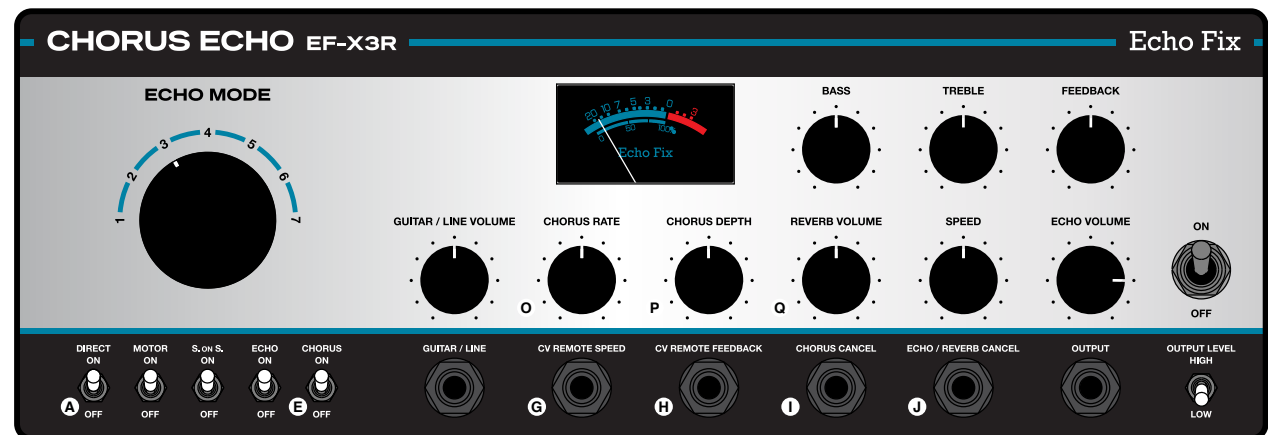 CHORUS ECHO EF-X3R
Echo Fix
ECHO MODE
1 2 3 4 5 6 7
20 10 7 5 3 0 3
0 50 100 %
Echo Fix
BASS
TREBLE
FEEDBACK
GUITAR / LINE VOLUME
CHORUS RATE
CHORUS DEPTH
REVERB VOLUME
SPEED
ECHO VOLUME
ON
OFF
O
P
Q
DIRECT
ON
OFF
A
MOTOR
ON
OFF
S. ON S.
ON
OFF
ECHO
ON
OFF
CHORUS
ON
OFF
E
GUITAR / LINE
CV REMOTE SPEED
G
CV REMOTE FEEDBACK
H
CHORUS CANCEL
I
ECHO / REVERB CANCEL
J
OUTPUT
OUTPUT LEVEL
HIGH
LOW